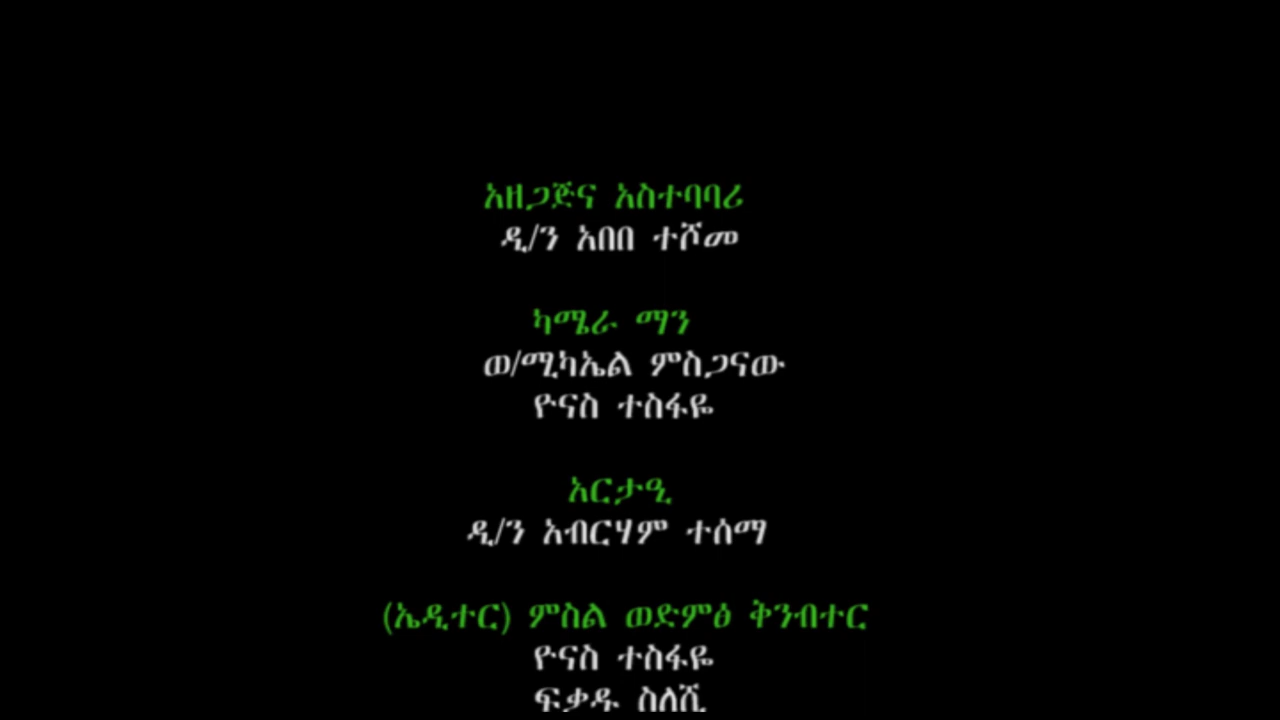 አዘጋጅና አስተባባሪ
ዲ/ን አበበ ተሾመ
ካሜራ ማን
ወ/ሚካኤል ምስጋናው
ዮናስ ተስፋዬ
አርታዒ
ዲ/ን አብርሃም ተሰማ
(ኤዲተር) ምስል ወድምፅ ቅንብተር
ዮናስ ተስፋዬ
ፍቃዱ ስለሺ